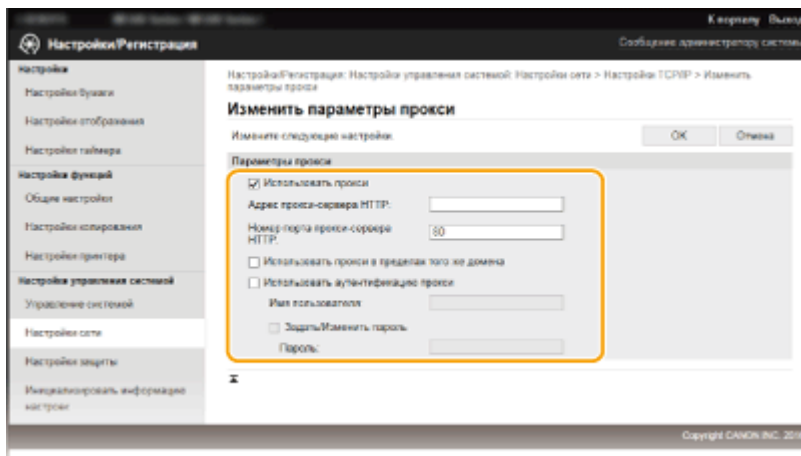 К порталу Выход
Настройки/Регистрация
Сообщение администратору системы
Настройки
Настройки бумаги
Настройки отображения
Настройки таймера
Настройки функций
Общие настройки
Настройки копирования
Настройки принтера
Настройки управления системой
Управление системой
Настройки сети
Настройки защиты
Инициализировать информацию
настроек
Настройки/Регистрация: Настройки управления системой: Настройки сети > Настройки TCP/IP > Изменить
параметры прокси
Изменить параметры прокси
Измените следующие настройки.
OK Отмена
Параметры прокси
Использовать прокси
Адрес прокси-сервера HTTP:
Номер порта прокси-сервера
HTTP:
80
Использовать прокси в пределах того же домена
Использовать аутентификацию прокси
Имя пользователя:
Задать/Изменить пароль
Пароль:
Copyright CANON INC.